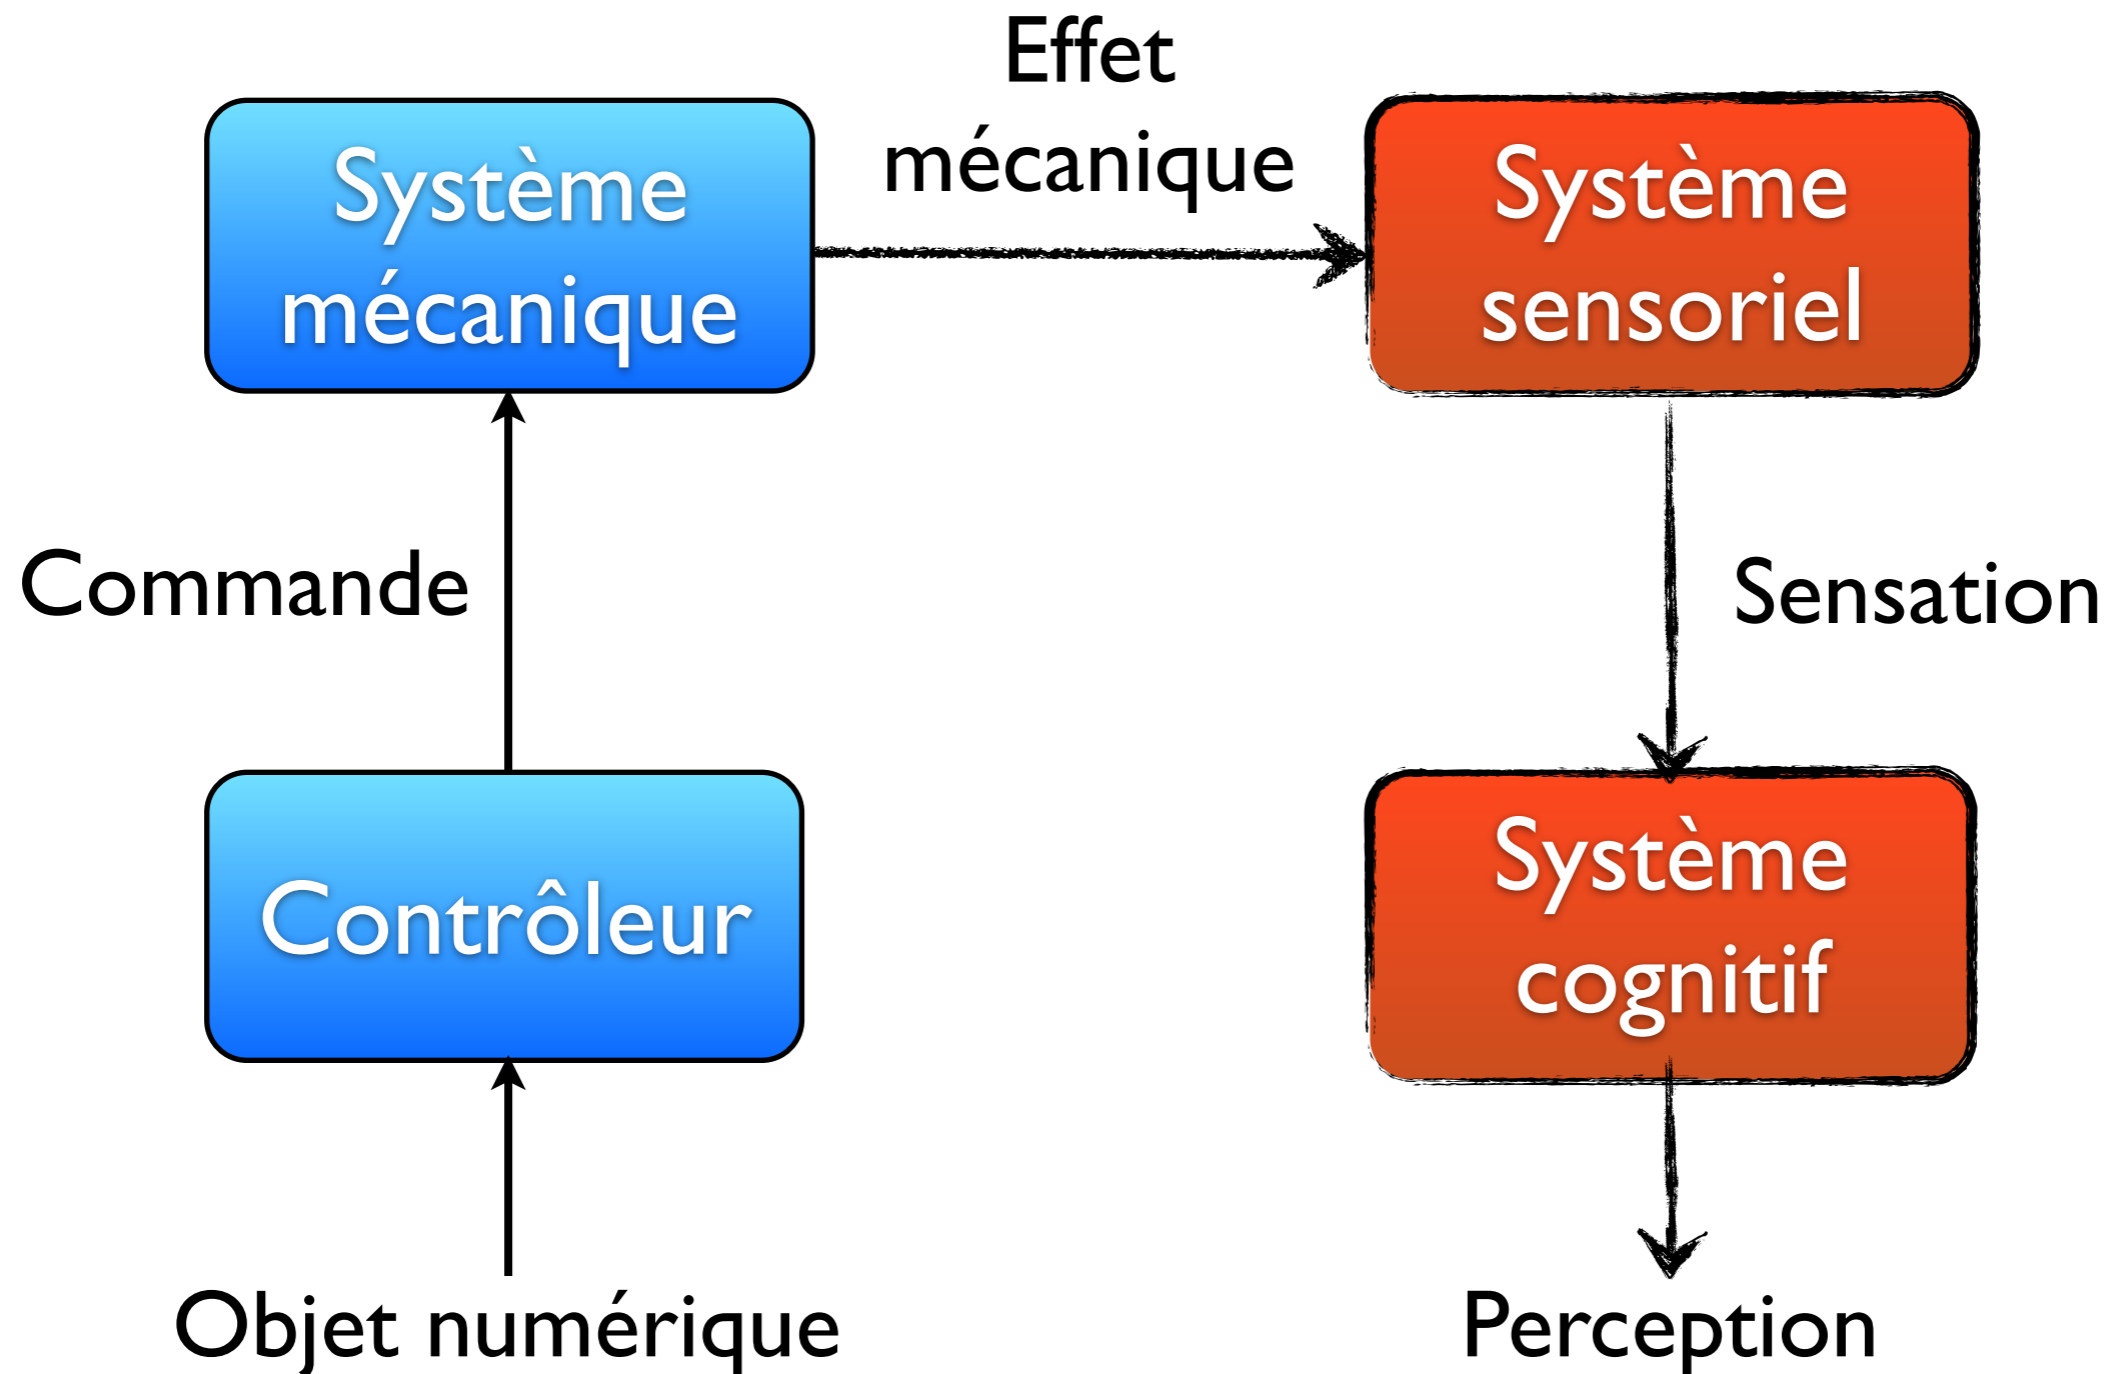 Effet
mécanique
Système
mécanique
Système
sensoriel
Commande
Sensation
Contrôleur
Système
cognitif
Objet numérique
Perception